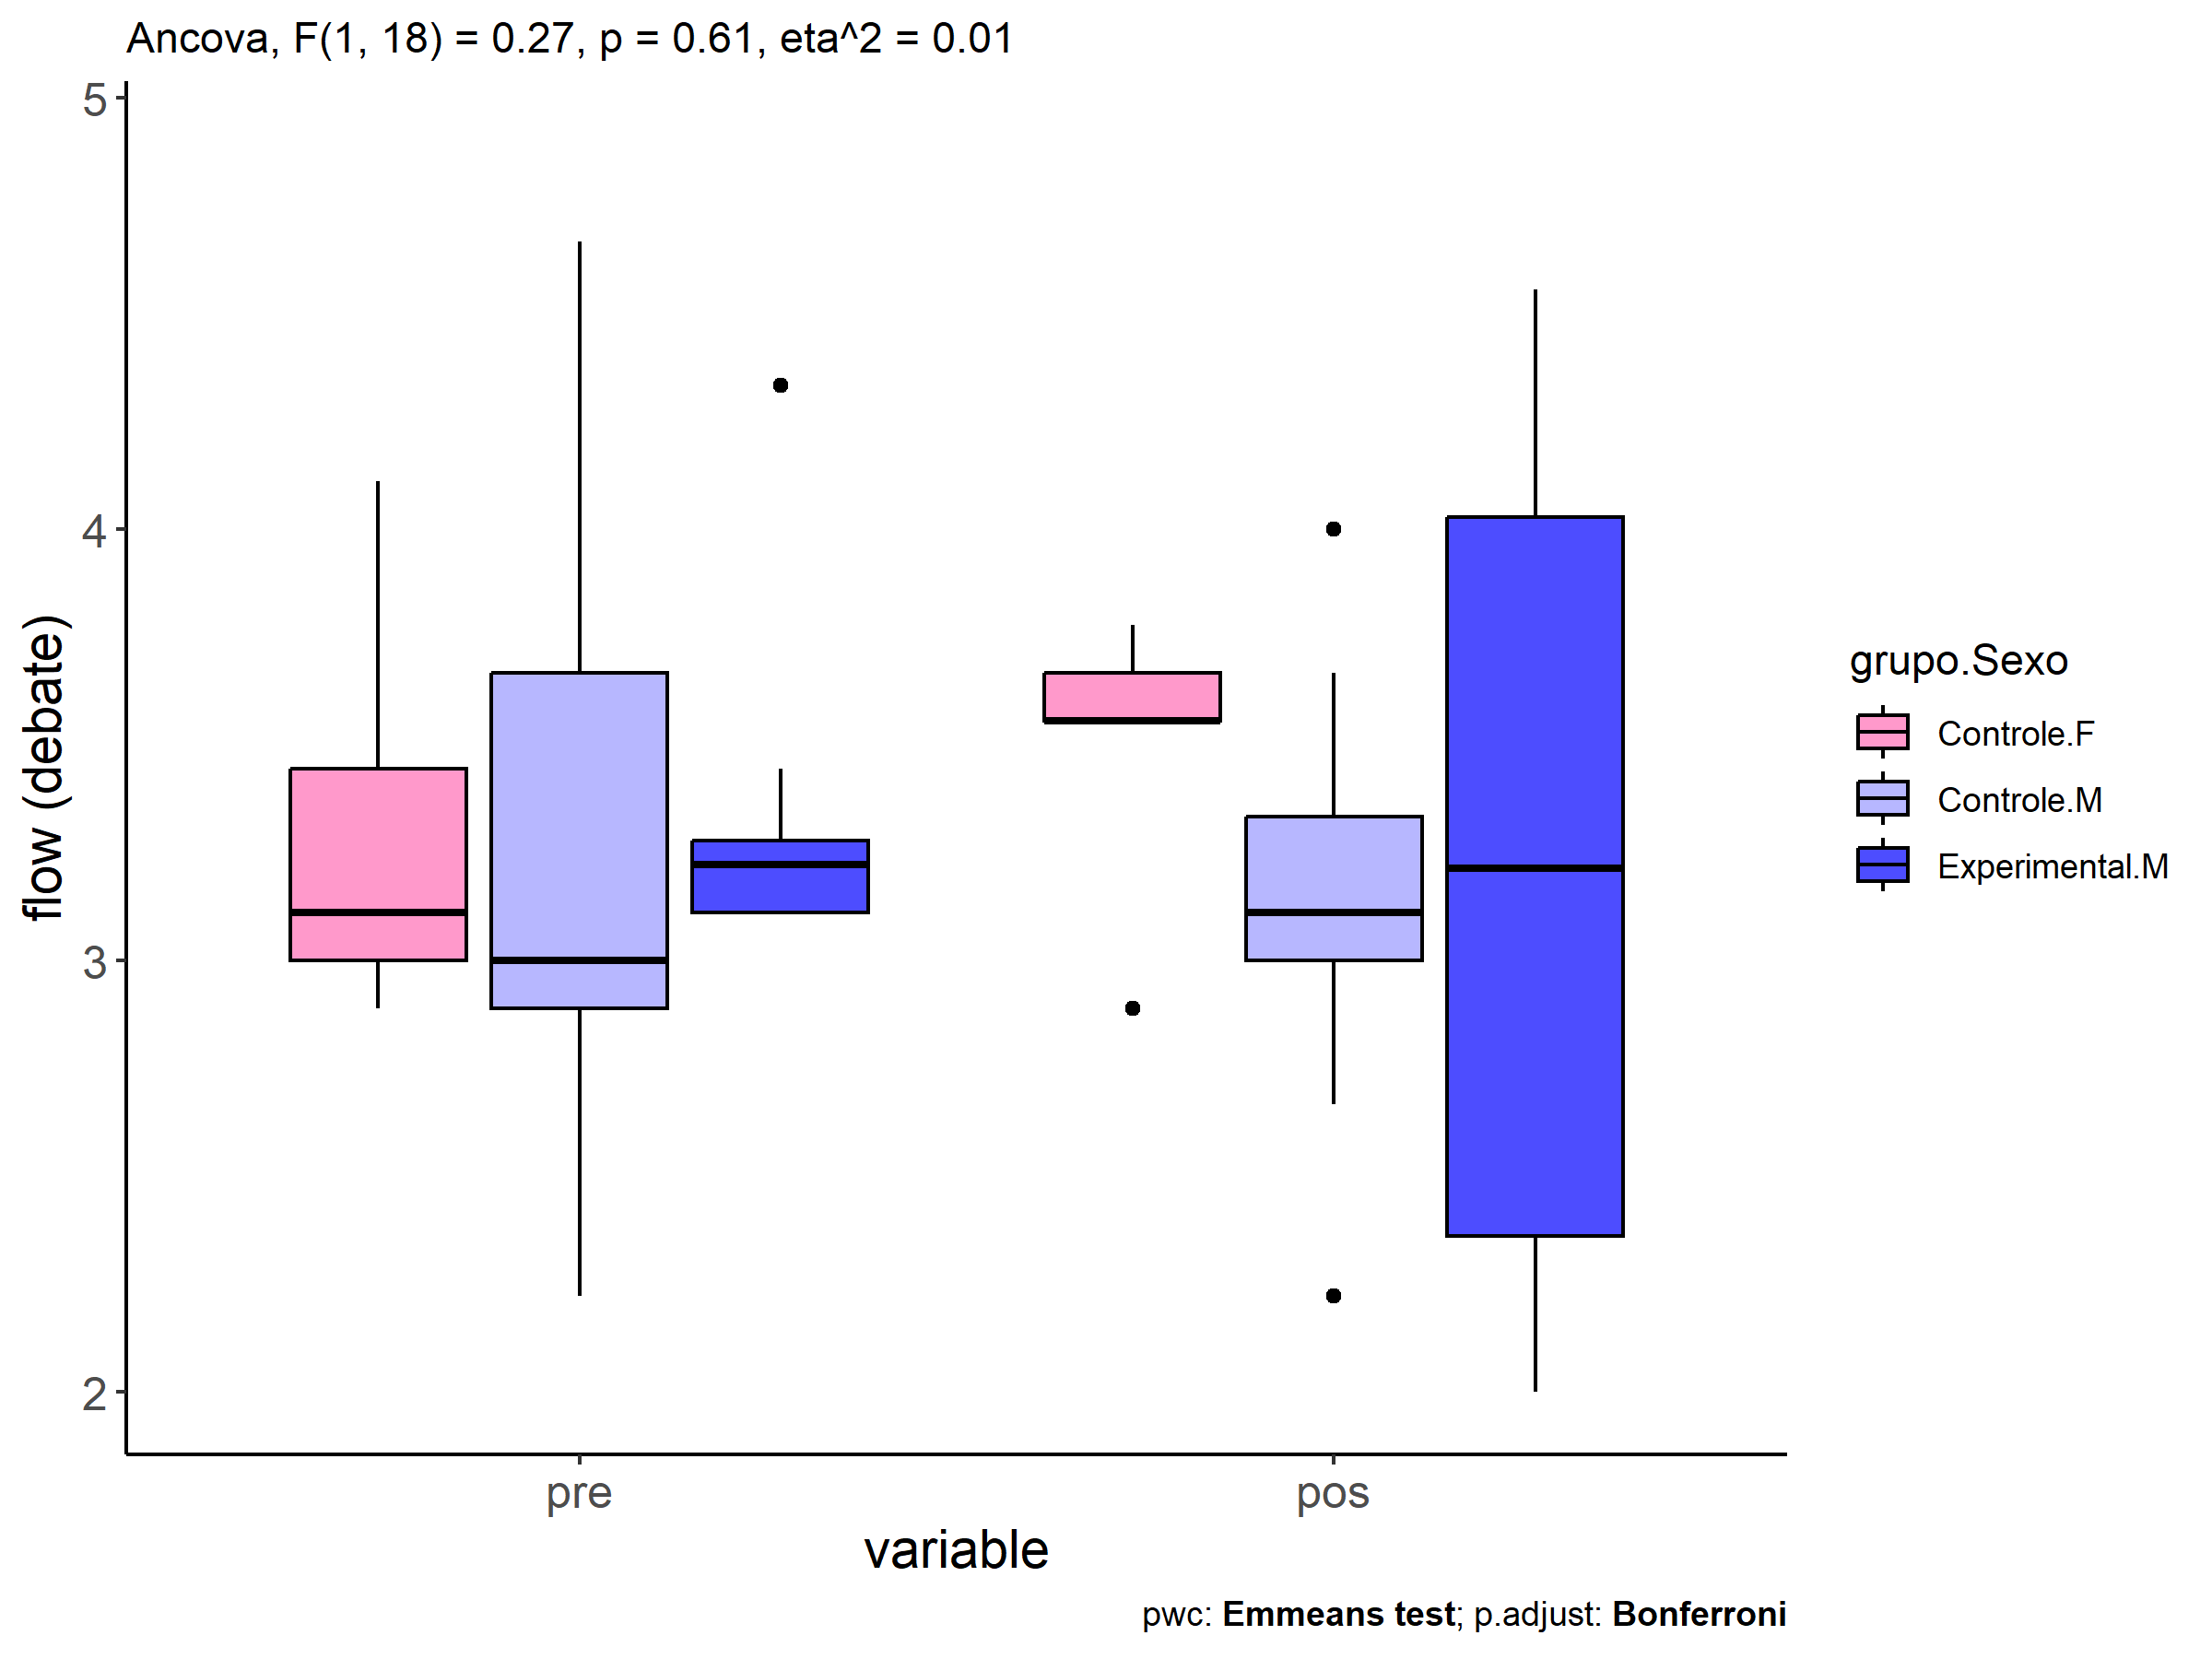 Ancova, F(1, 18) = 0.27, p = 0.61, eta^2 = 0.01
5
4
3
2
flow (debate)
pre
pos
variable
grupo.Sexo
Controle.F
Controle.M
Experimental.M
pwc: Emmeans test; p.adjust: Bonferroni